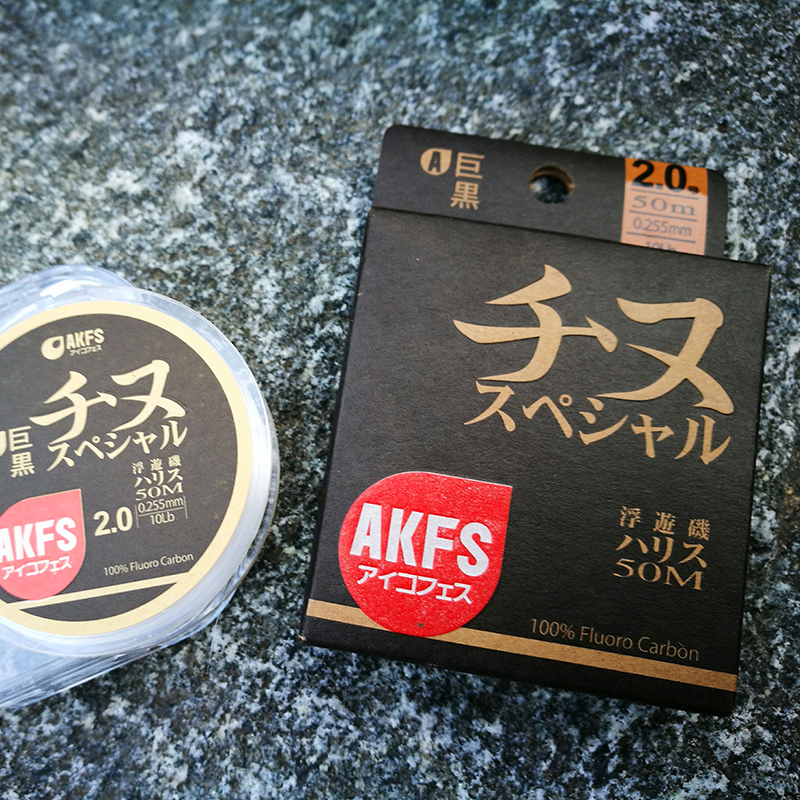 AKFS
アイコフェス
チヌ
スペシャル
巨黒
浮遊磯
ハリス
50M
2.0
0.255mm
10Lb
AKFS
アイコフェス
100% Fluoro Carbon
A
巨黒
2.0
50m
0.255mm
10Lb
チヌ
スペシャル
浮遊磯
ハリス
50M
AKFS
アイコフェス
100% Fluoro Carbon